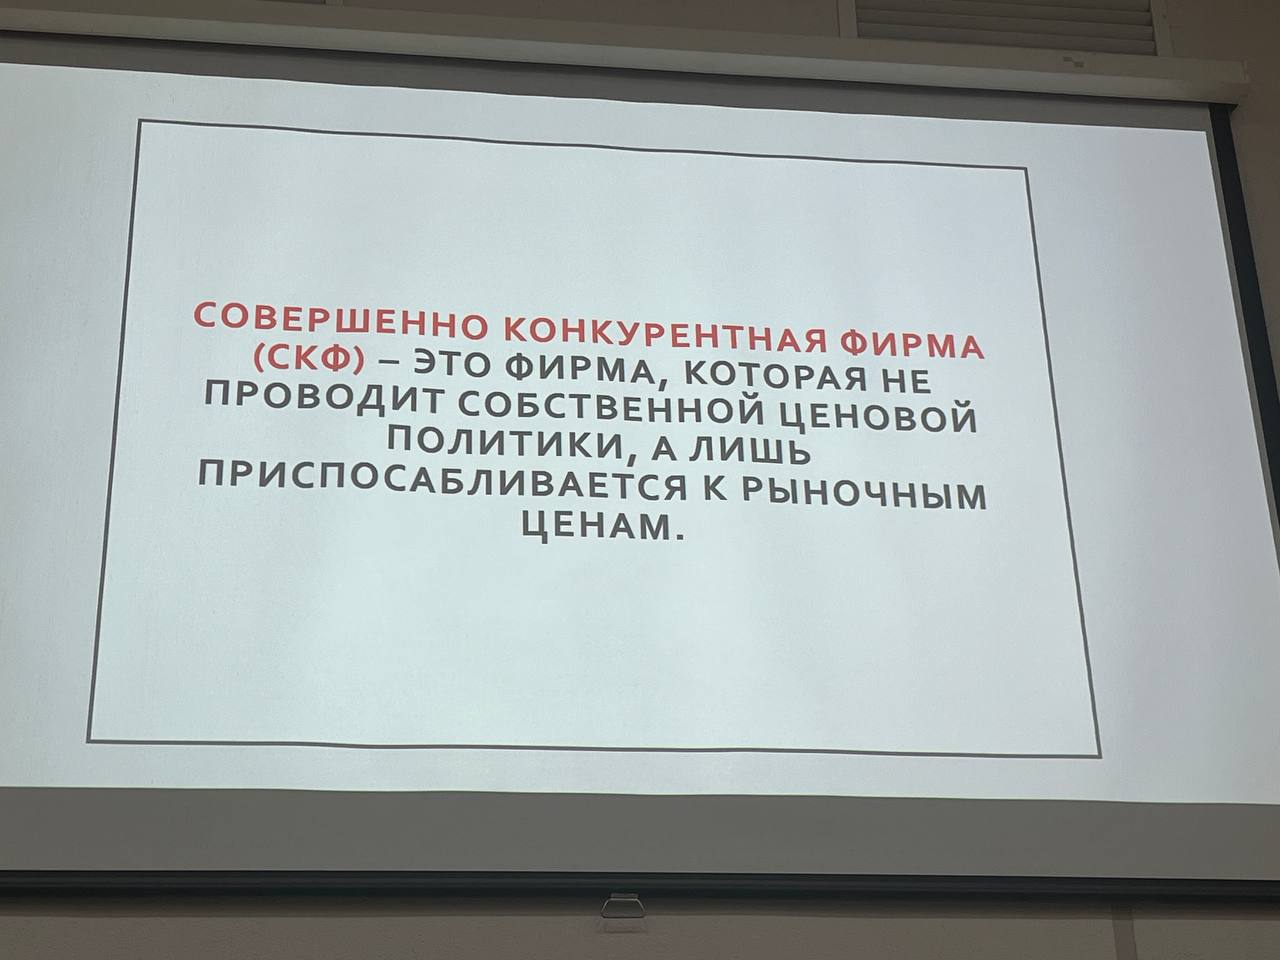 СОВЕРШЕННО КОНКУРЕНТНАЯ ФИРМА
(СКФ) – ЭТО ФИРМА, КОТОРАЯ НЕ
ПРОВОДИТ СОБСТВЕННОЙ ЦЕНОВОЙ
ПОЛИТИКИ, А ЛИШЬ
ПРИСПОСАБЛИВАЕТСЯ К РЫНОЧНЫМ
ЦЕНАМ.